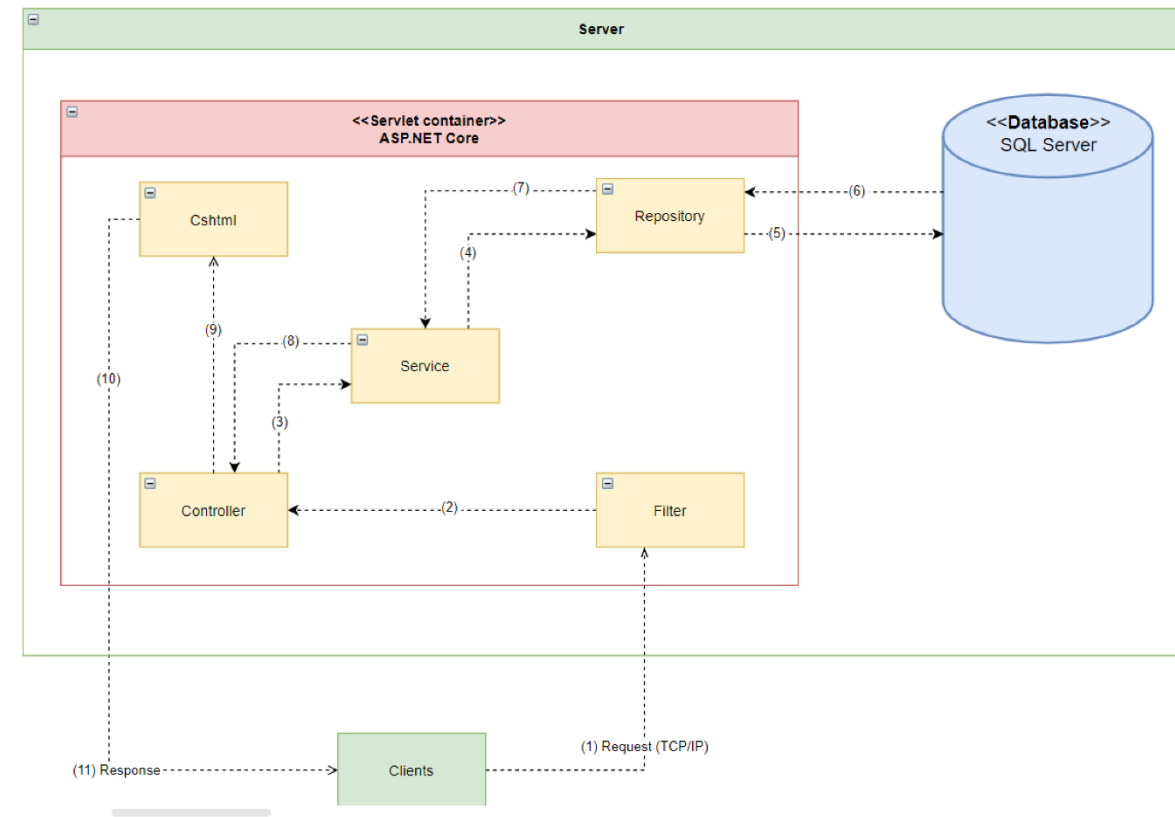 Server
<<Servlet container>>
ASP.NET Core
<<Database>>
SQL Server
Cshtml
(7)
Repository
(6)
(5)
(4)
(9)
(8)
Service
(10)
(3)
Controller
(2)
Filter
(1) Request (TCP/IP)
(11) Response
Clients